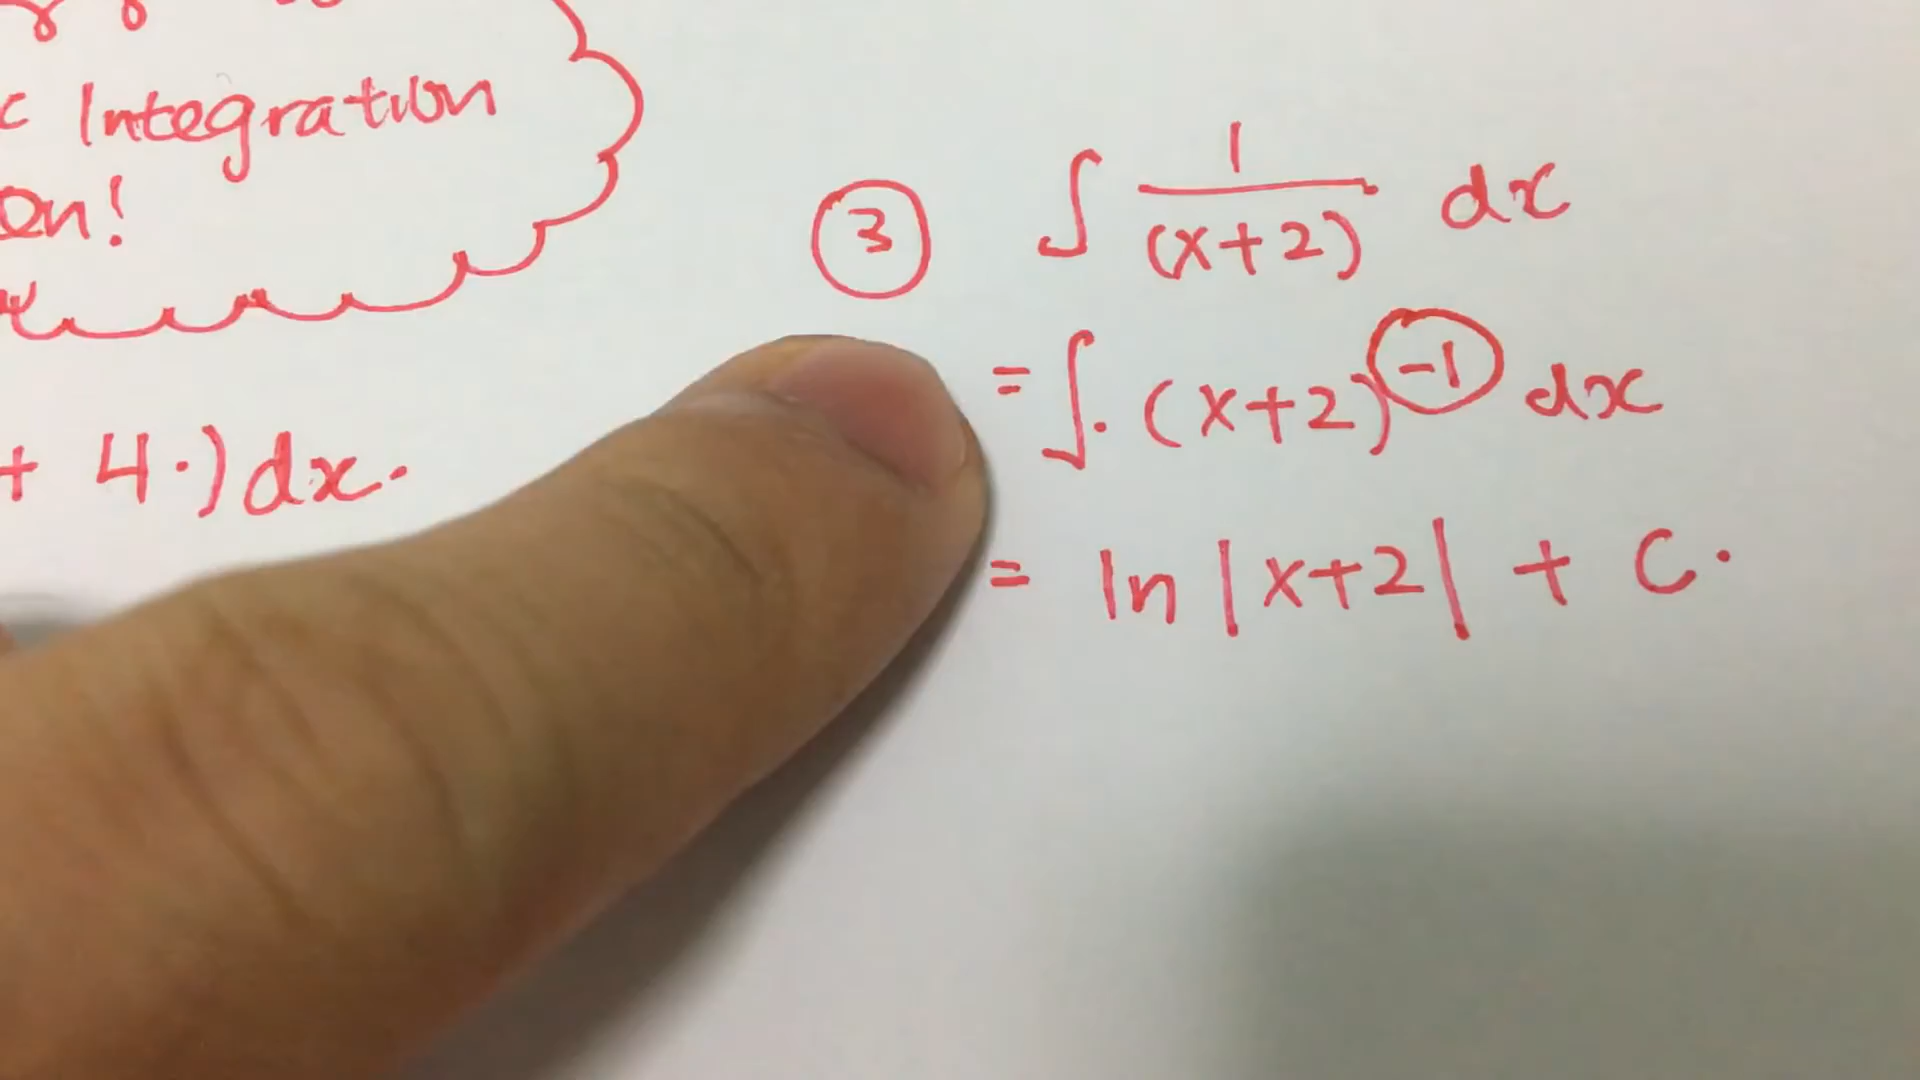 Integration
on!
+ 4.) dx.
③ ∫ 1/(x+2) dx
= ∫. (x+2)^(-1) dx
= ln |x+2| + C.